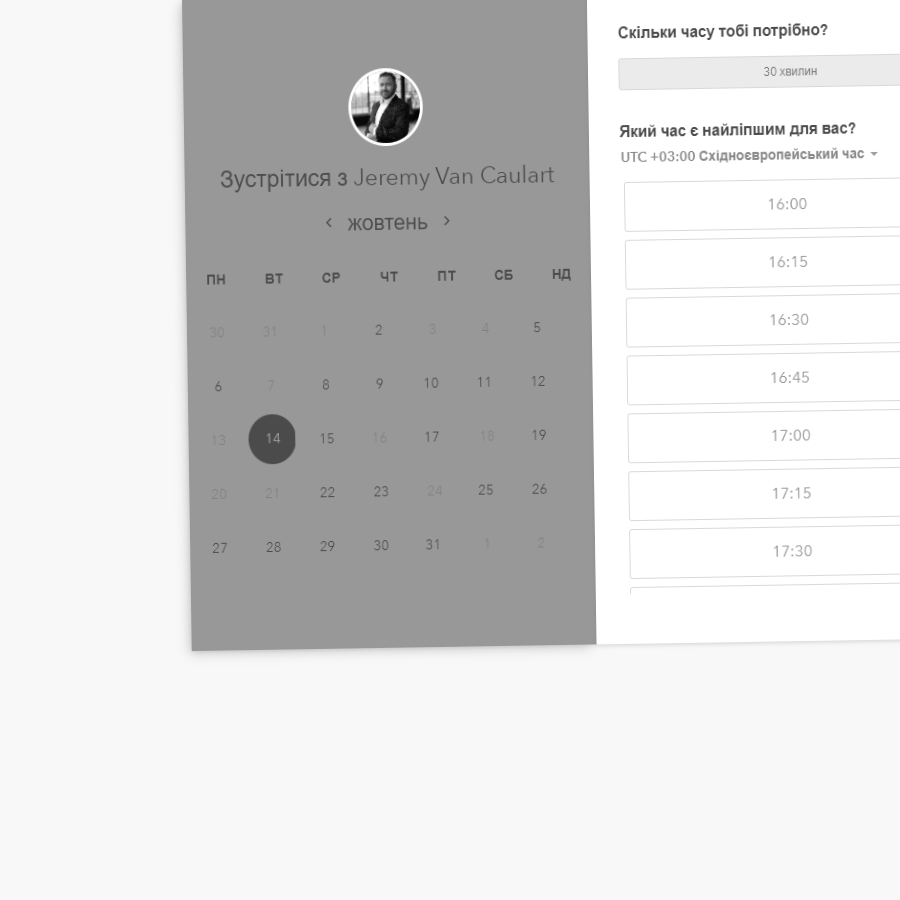 Зустрітися з Jeremy Van Caulart
‹ жовтень ›
ПН ВТ СР ЧТ ПТ СБ НД
30 31 1 2 3 4 5
6 7 8 9 10 11 12
13 14 15 16 17 18 19
20 21 22 23 24 25 26
27 28 29 30 31 1 2
Скільки часу тобі потрібно?
30 хвилин
Який час є найліпшим для вас?
UTC +03:00 Східноєвропейський час
16:00
16:15
16:30
16:45
17:00
17:15
17:30